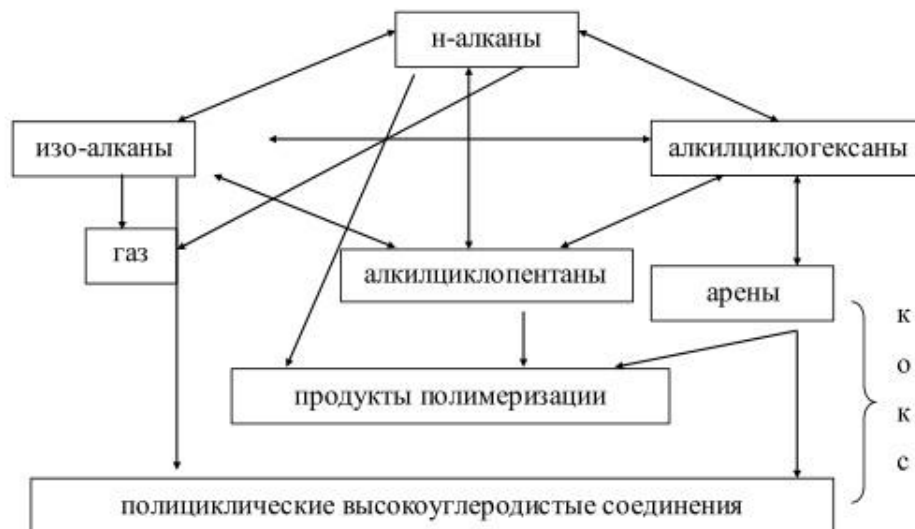 н-алканы
изо-алканы
алкилциклогексаны
газ
алкилциклопентаны
арены
продукты полимеризации
полициклические высокоуглеродистые соединения
к
о
к
с